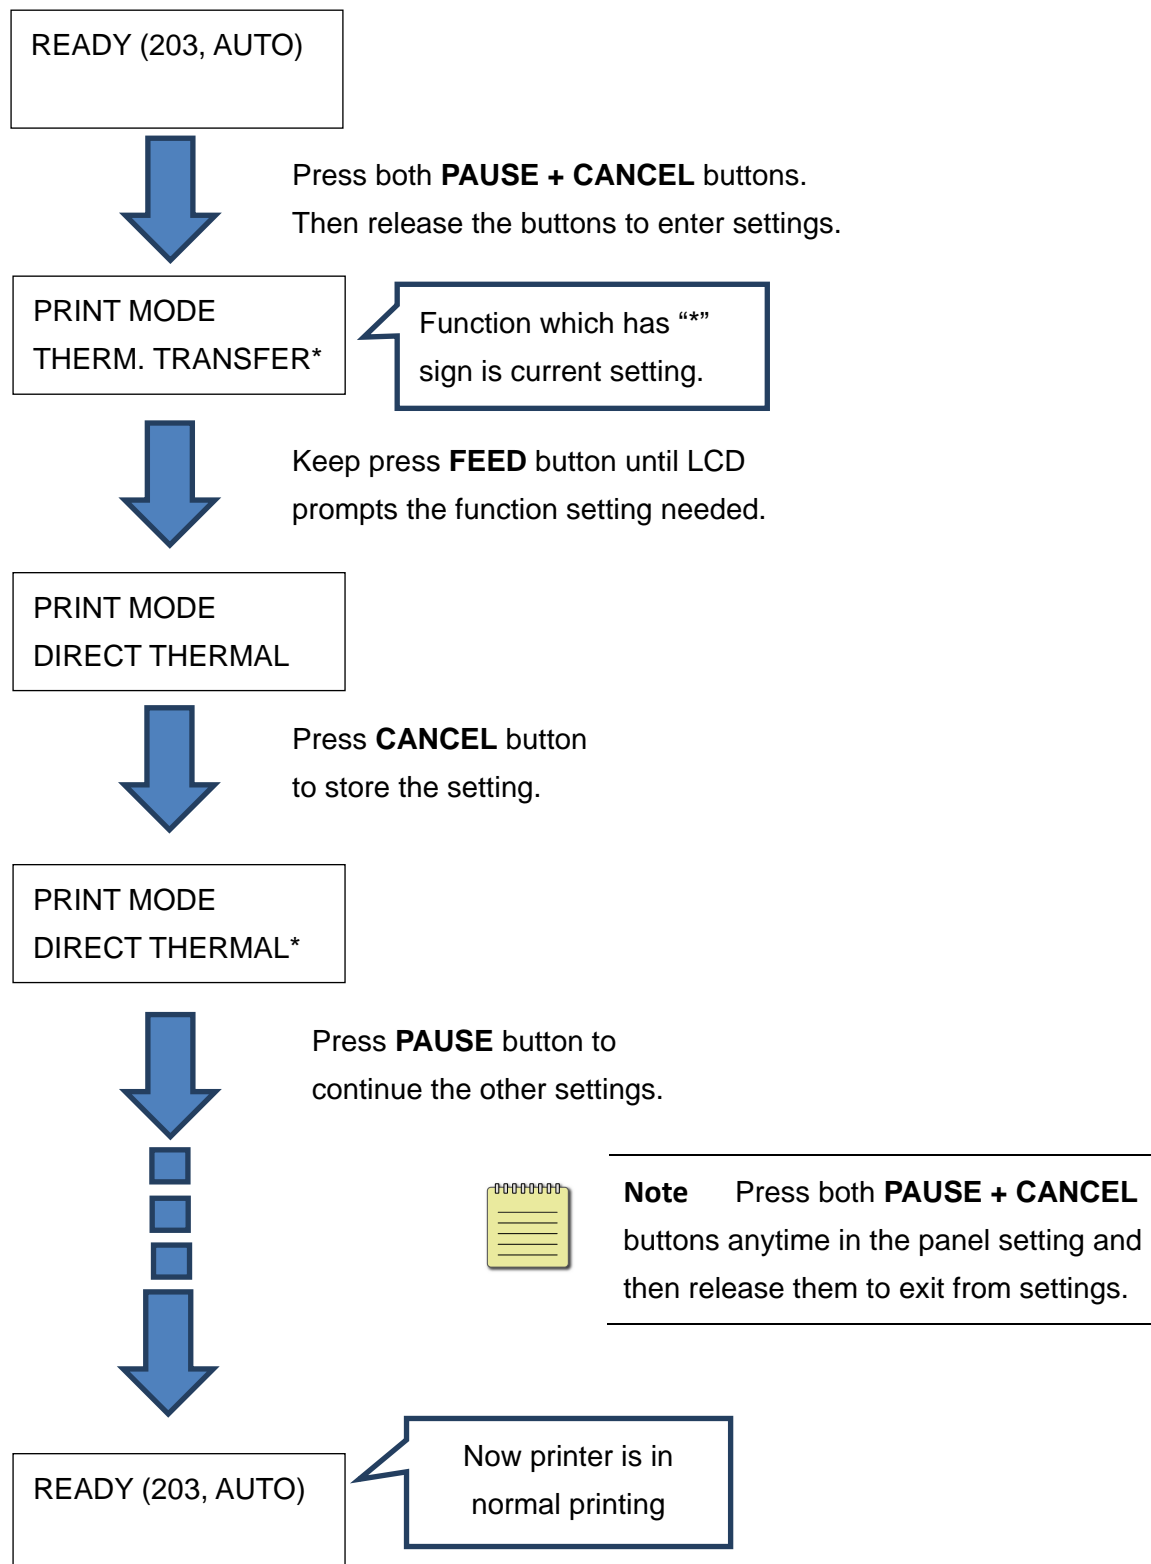 READY (203, AUTO)
Press both PAUSE + CANCEL buttons.
Then release the buttons to enter settings.
PRINT MODE
THERM. TRANSFER*
Function which has “*”
sign is current setting.
Keep press FEED button until LCD
prompts the function setting needed.
PRINT MODE
DIRECT THERMAL
Press CANCEL button
to store the setting.
PRINT MODE
DIRECT THERMAL*
Press PAUSE button to
continue the other settings.
Note Press both PAUSE + CANCEL
buttons anytime in the panel setting and
then release them to exit from settings.
Now printer is in
normal printing
READY (203, AUTO)